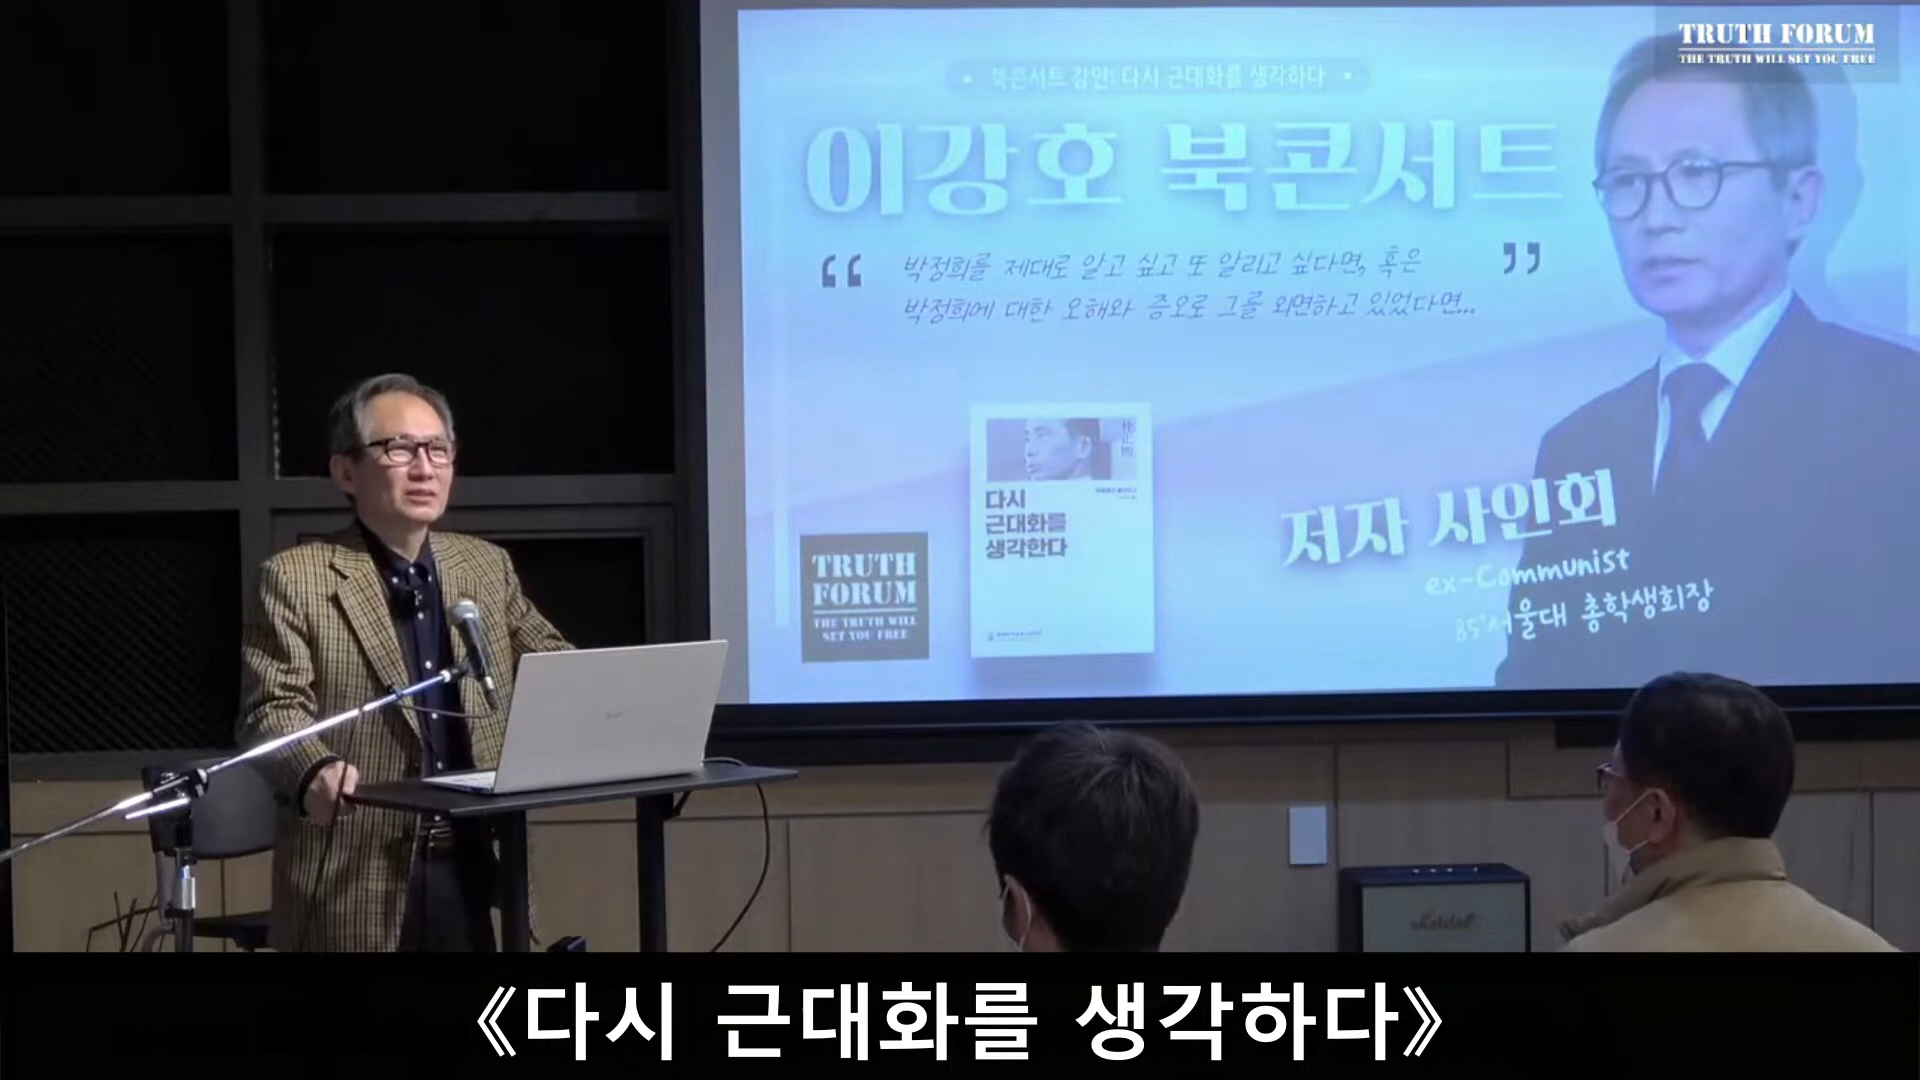 TRUTH FORUM
THE TRUTH WILL SET YOU FREE
• 북콘서트 강연: 다시 근대화를 생각하다 •
이강호 북콘서트
“ 박정희를 제대로 알고 싶고 또 알리고 싶다면, 혹은 ”
박정희에 대한 오해와 증오로 그를 외면하고 있었다면...
다시
근대화를
생각한다
TRUTH
FORUM
THE TRUTH WILL
SET YOU FREE
저자 사인회
ex-Communist
85'서울대 총학생회장
Marshall
《다시 근대화를 생각하다》